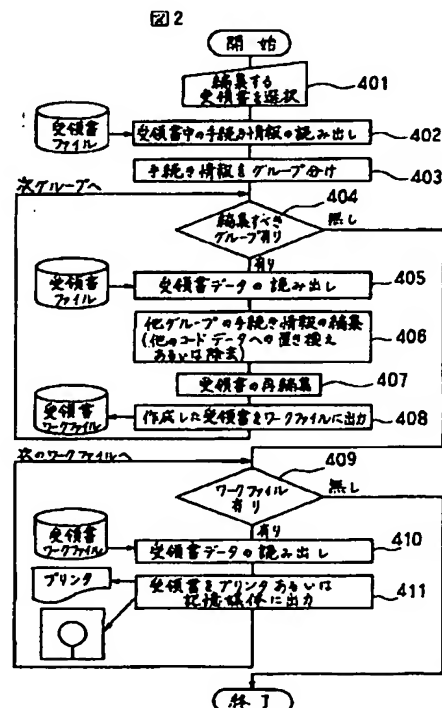 図2
開始
編集する
受領書を選択
401
受領書
ファイル
受領書中の手続き情報の読み出し
402
手続き情報をグループ分け
403
次グループへ
404
編集すべき
グループ有り
無し
有り
受領書
ファイル
受領書データの読み出し
405
他グループの手続き情報の編集
(他のコードデータへの置き換え
あるいは除去)
406
受領書の再編集
407
受領書
ワークファイル
作成した受領書をワークファイルに出力
408
次のワークファイルへ
409
ワークファイル
有り
無し
有り
受領書
ワークファイル
受領書データの読み出し
410
プリンタ
受領書をプリンタあるいは
記憶媒体に出力
411
終了